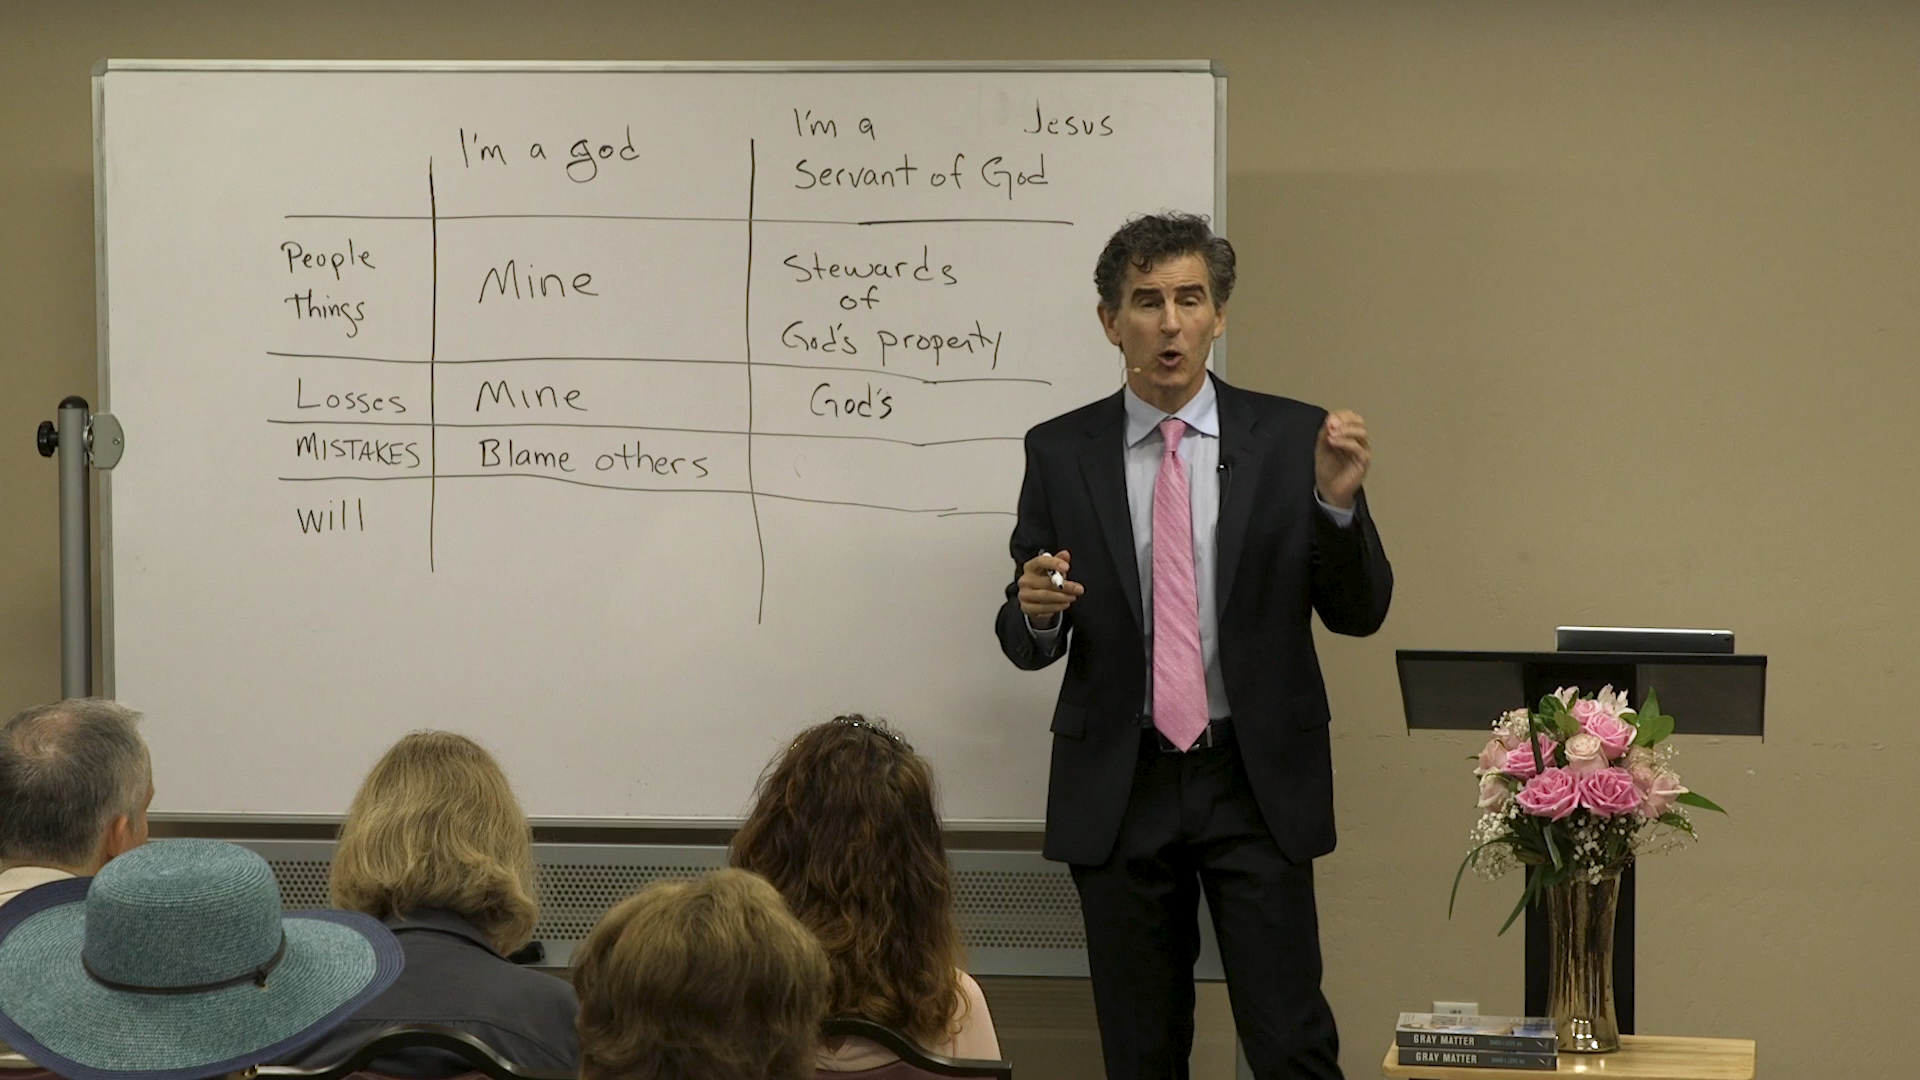 I'm a god
I'm a
Servant of God
Jesus
People
Things
Mine
Stewards
of
God's property
Losses
Mine
God's
MISTAKES
Blame others
Will
GRAY MATTER
GRAY MATTER